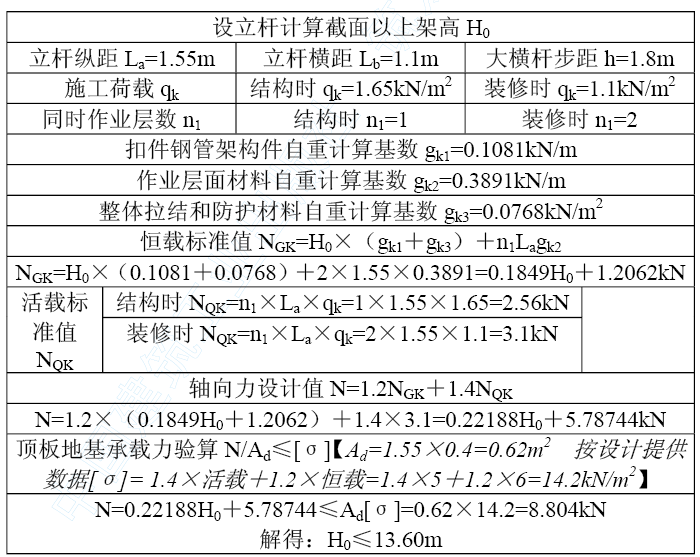 设立杆计算截面以上架高 H₀
立杆纵距 Lₐ=1.55m 立杆横距 L_b=1.1m 大横杆步距 h=1.8m
施工荷载 qₖ 结构时 qₖ=1.65kN/m² 装修时 qₖ=1.1kN/m²
同时作业层数 n₁ 结构时 n₁=1 装修时 n₁=2
扣件钢管架构件自重计算基数 gₖ₁=0.1081kN/m
作业层面材料自重计算基数 gₖ₂=0.3891kN/m
整体拉结和防护材料自重计算基数 gₖ₃=0.0768kN/m²
恒载标准值 N_GK=H₀×（gₖ₁＋gₖ₃）＋n₁Lₐgₖ₂
N_GK=H₀×（0.1081＋0.0768）＋2×1.55×0.3891=0.1849H₀＋1.2062kN
活载标
准值
N_QK
结构时 N_QK=n₁×Lₐ×qₖ=1×1.55×1.65=2.56kN
装修时 N_QK=n₁×Lₐ×qₖ=2×1.55×1.1=3.1kN
轴向力设计值 N=1.2N_GK＋1.4N_QK
N=1.2×（0.1849H₀＋1.2062）＋1.4×3.1=0.22188H₀＋5.78744kN
顶板地基承载力验算 N/A_d≤[σ]【A_d=1.55×0.4=0.62m² 按设计提供
数据[σ]= 1.4×活载＋1.2×恒载=1.4×5＋1.2×6=14.2kN/m²】
N=0.22188H₀＋5.78744≤A_d[σ]=0.62×14.2=8.804kN
解得：H₀≤13.60m